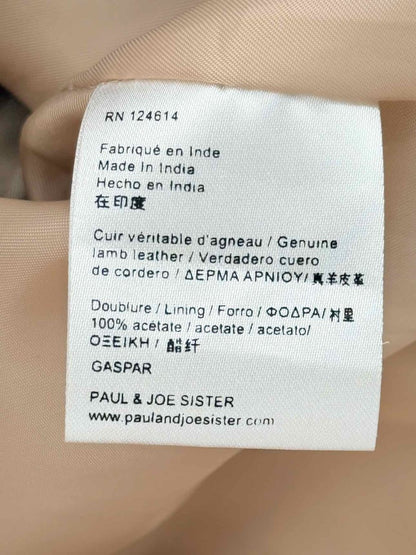 RN 124614
Fabriqué en Inde
Made in India
Hecho en India
在印度
Cuir véritable d'agneau / Genuine
lamb leather / Verdadero cuero
de cordero / ΔΕΡΜΑ ΑΡΝΙΟΥ/ 真羊皮革
Doublure / Lining / Forro / ΦΟΔΡΑ/ 衬里
100% acétate / acetate / acetato/
ΟΞΕΙΚΗ / 醋纤
GASPAR
PAUL & JOE SISTER
www.paulandjoesister.com